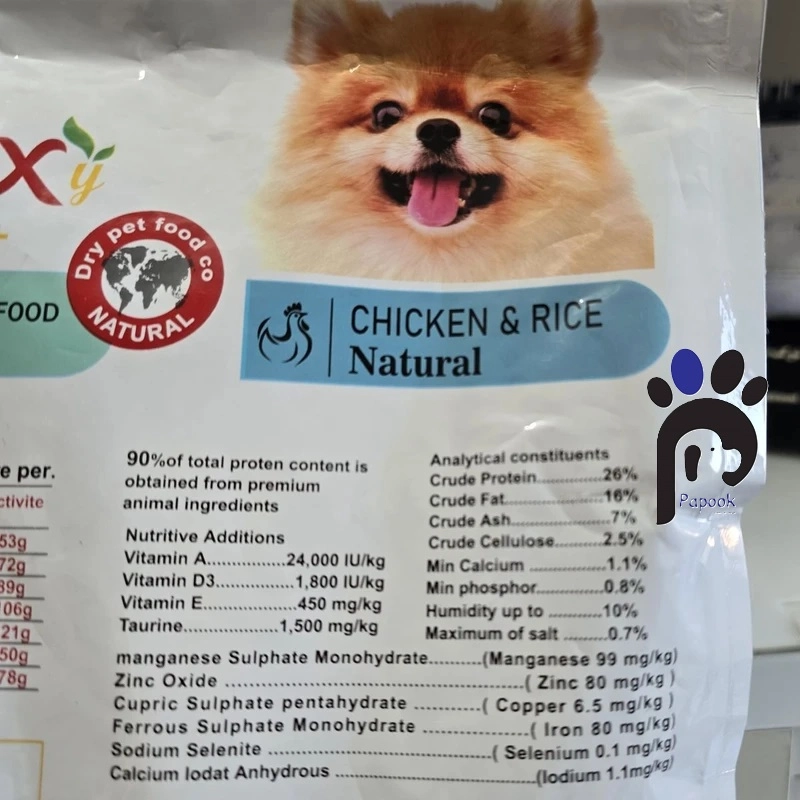 xy
Dry pet food co
NATURAL
FOOD
CHICKEN & RICE
Natural
Papook
e per.
ctivite
53g
72g
39g
06g
21g
50g
78g
90%of total proten content is
obtained from premium
animal ingredients
Nutritive Additions
Vitamin A.................24,000 IU/kg
Vitamin D3...............1,800 IU/kg
Vitamin E..................450 mg/kg
Taurine..................1,500 mg/kg
Analytical constituents
Crude Protein.............26%
Crude Fat...................16%
Crude Ash...................7%
Crude Cellulose..........2.5%
Min Calcium ...............1.1%
Min phosphor.............0.8%
Humidity up to ..........10%
Maximum of salt ........0.7%
manganese Sulphate Monohydrate.........(Manganese 99 mg/kg)
Zinc Oxide ..................................................( Zinc 80 mg/kg )
Cupric Sulphate pentahydrate ...........( Copper 6.5 mg/kg )
Ferrous Sulphate Monohydrate ................( Iron 80 mg/kg)
Sodium Selenite .....................................( Selenium 0.1 mg/kg)
Calcium Iodat Anhydrous .................................(Iodium 1.1mg/kg)